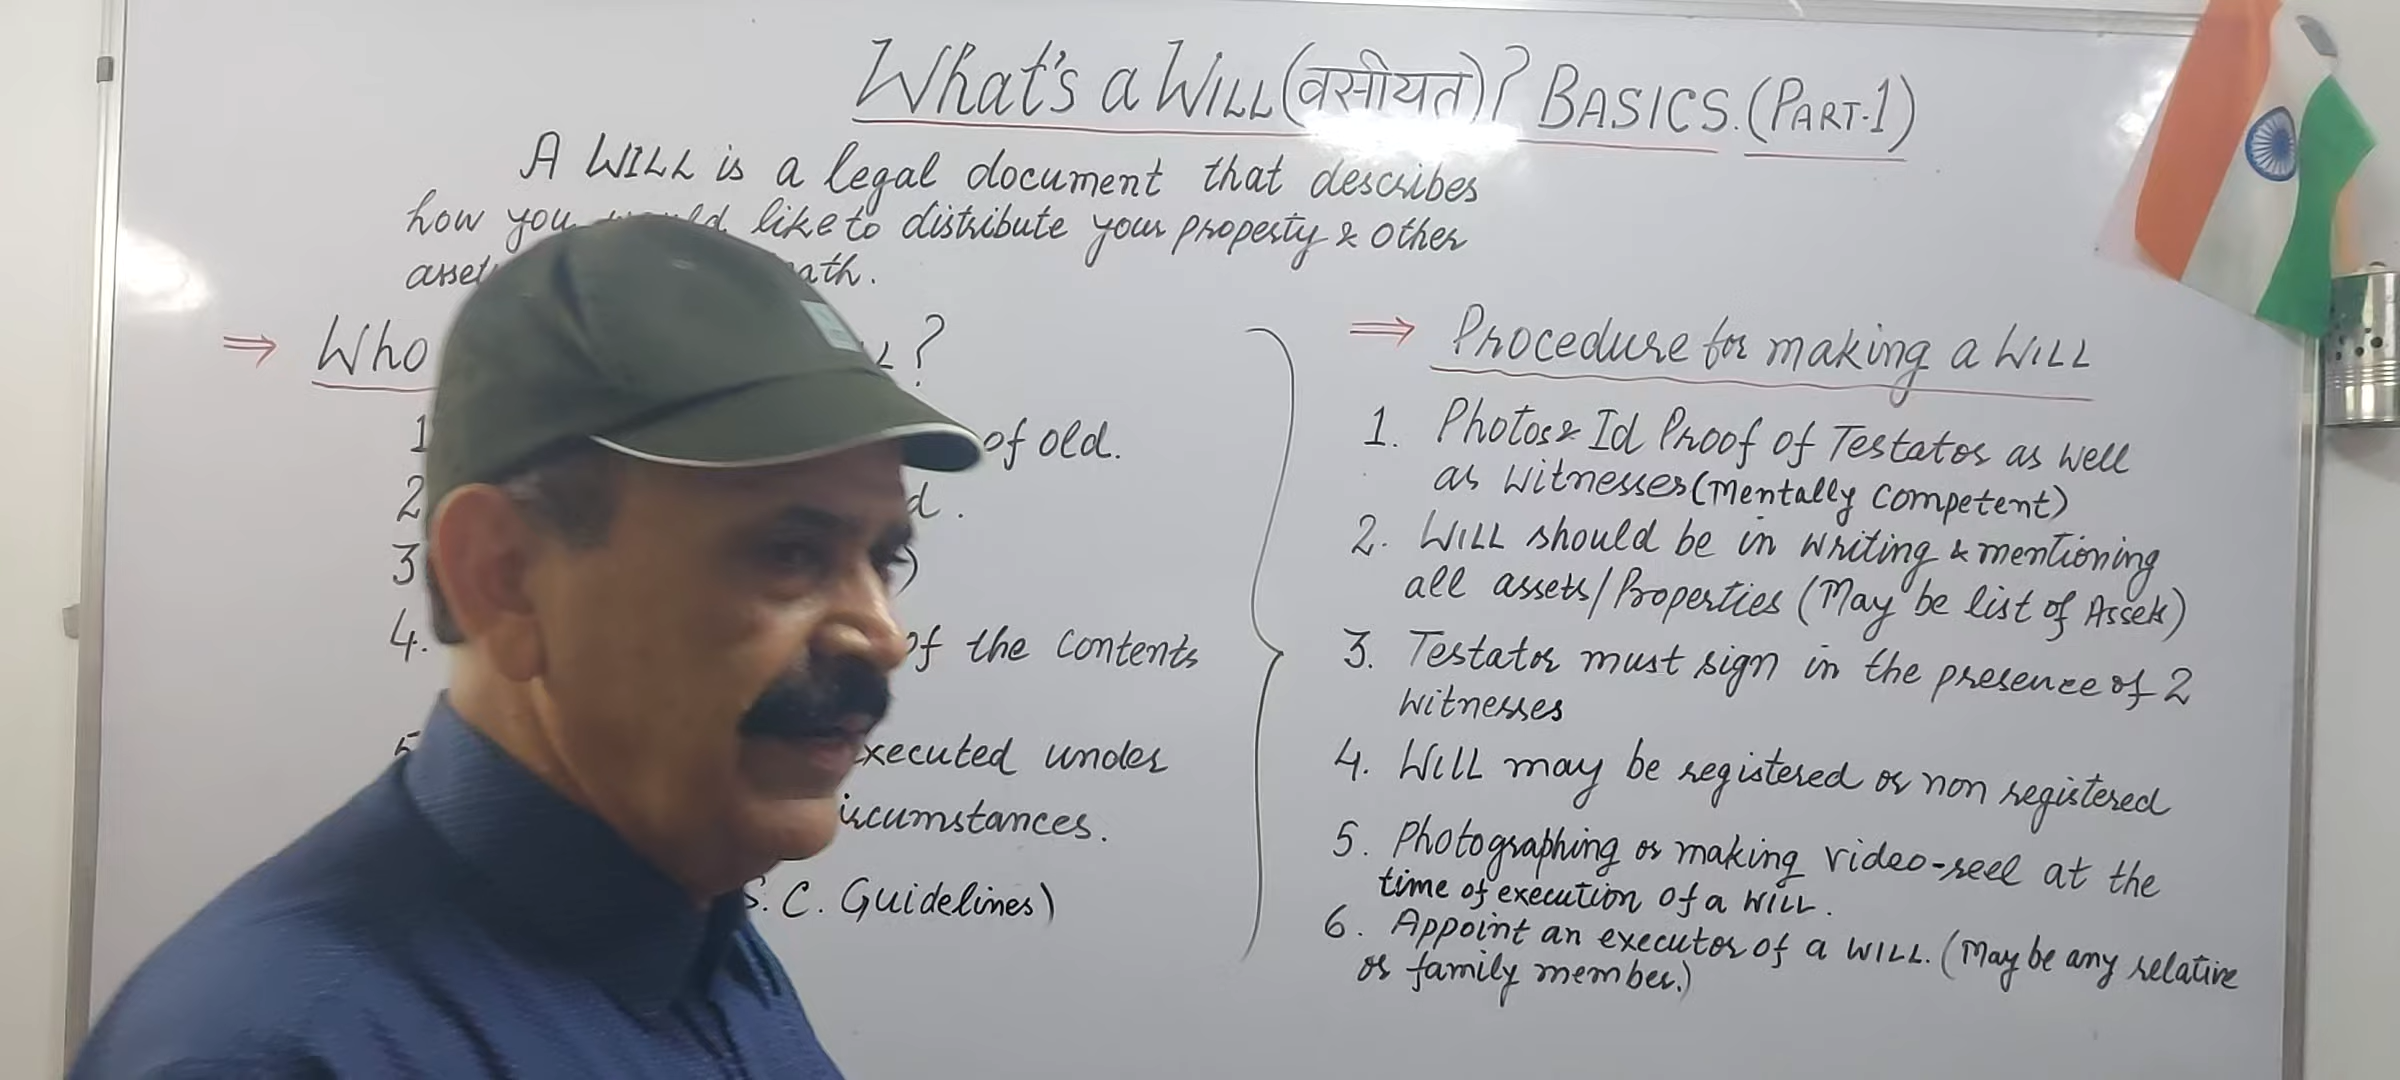 What's a WILL (वसीयत)? BASICS. (PART-1)
A WILL is a legal document that describes
how you would like to distribute your property & other
ath.
⇒ Who ?
1 of old.
2 d.
3 )
4. of the contents
5 xecuted under
ircumstances.
S.C. Guidelines)
⇒ Procedure for making a WILL
1. Photos & Id Proof of Testator as well
as witnesses (Mentally Competent)
2. WILL should be in writing & mentioning
all assets/Properties (May be list of Assets)
3. Testator must sign in the presence of 2
witnesses
4. WILL may be registered or non registered
5. Photographing or making video-reel at the
time of execution of a WILL.
6. Appoint an executor of a WILL. (May be any relative
or family member.)